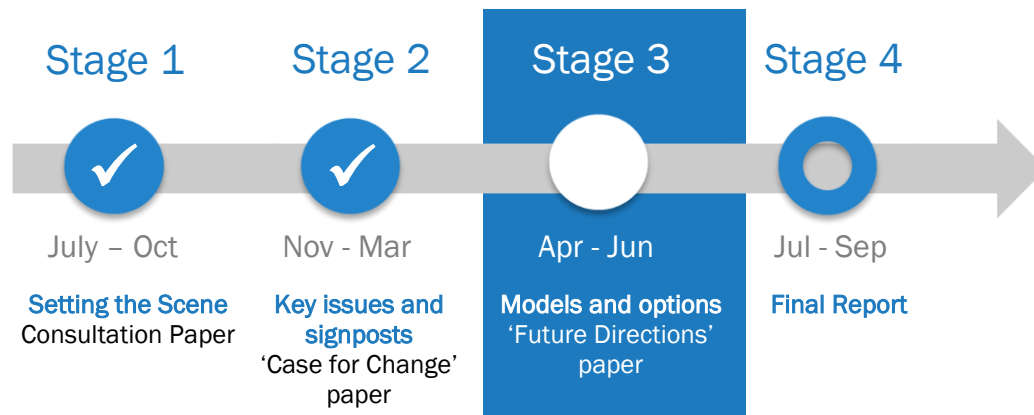 Stage 1
Stage 2
Stage 3
Stage 4
July – Oct
Nov - Mar
Apr - Jun
Jul - Sep
Setting the Scene
Consultation Paper
Key issues and
signposts
‘Case for Change’
paper
Models and options
‘Future Directions’
paper
Final Report